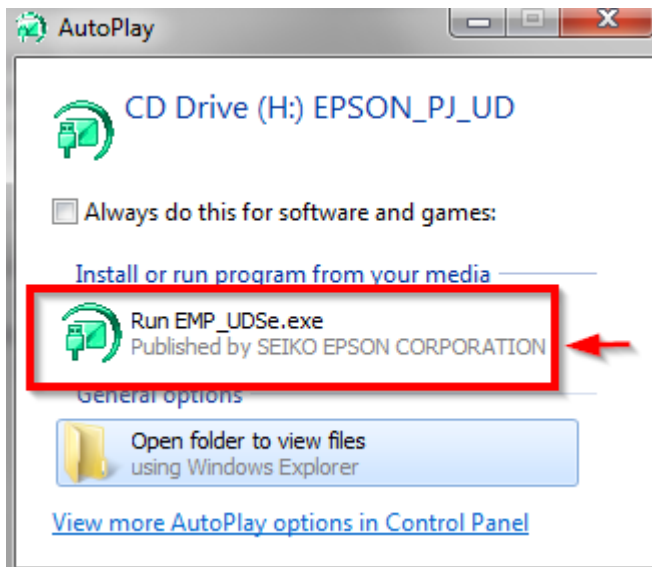 AutoPlay
CD Drive (H:) EPSON_PJ_UD
Always do this for software and games:
Install or run program from your media
Run EMP_UDSe.exe
Published by SEIKO EPSON CORPORATION
General options
Open folder to view files
using Windows Explorer
View more AutoPlay options in Control Panel